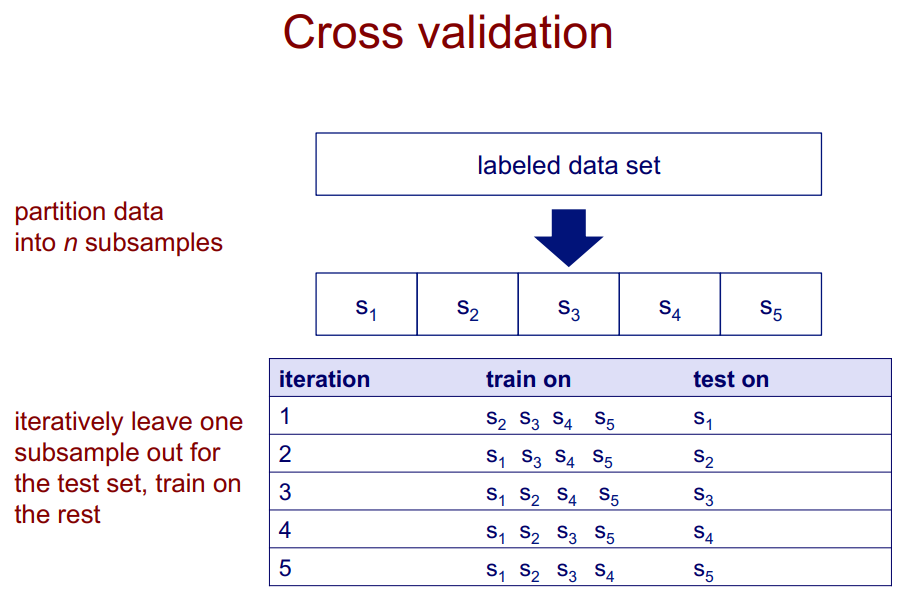 Cross validation
labeled data set
partition data
into n subsamples
s₁ s₂ s₃ s₄ s₅
iteration train on test on
1 s₂ s₃ s₄ s₅ s₁
2 s₁ s₃ s₄ s₅ s₂
3 s₁ s₂ s₄ s₅ s₃
4 s₁ s₂ s₃ s₅ s₄
5 s₁ s₂ s₃ s₄ s₅
iteratively leave one
subsample out for
the test set, train on
the rest